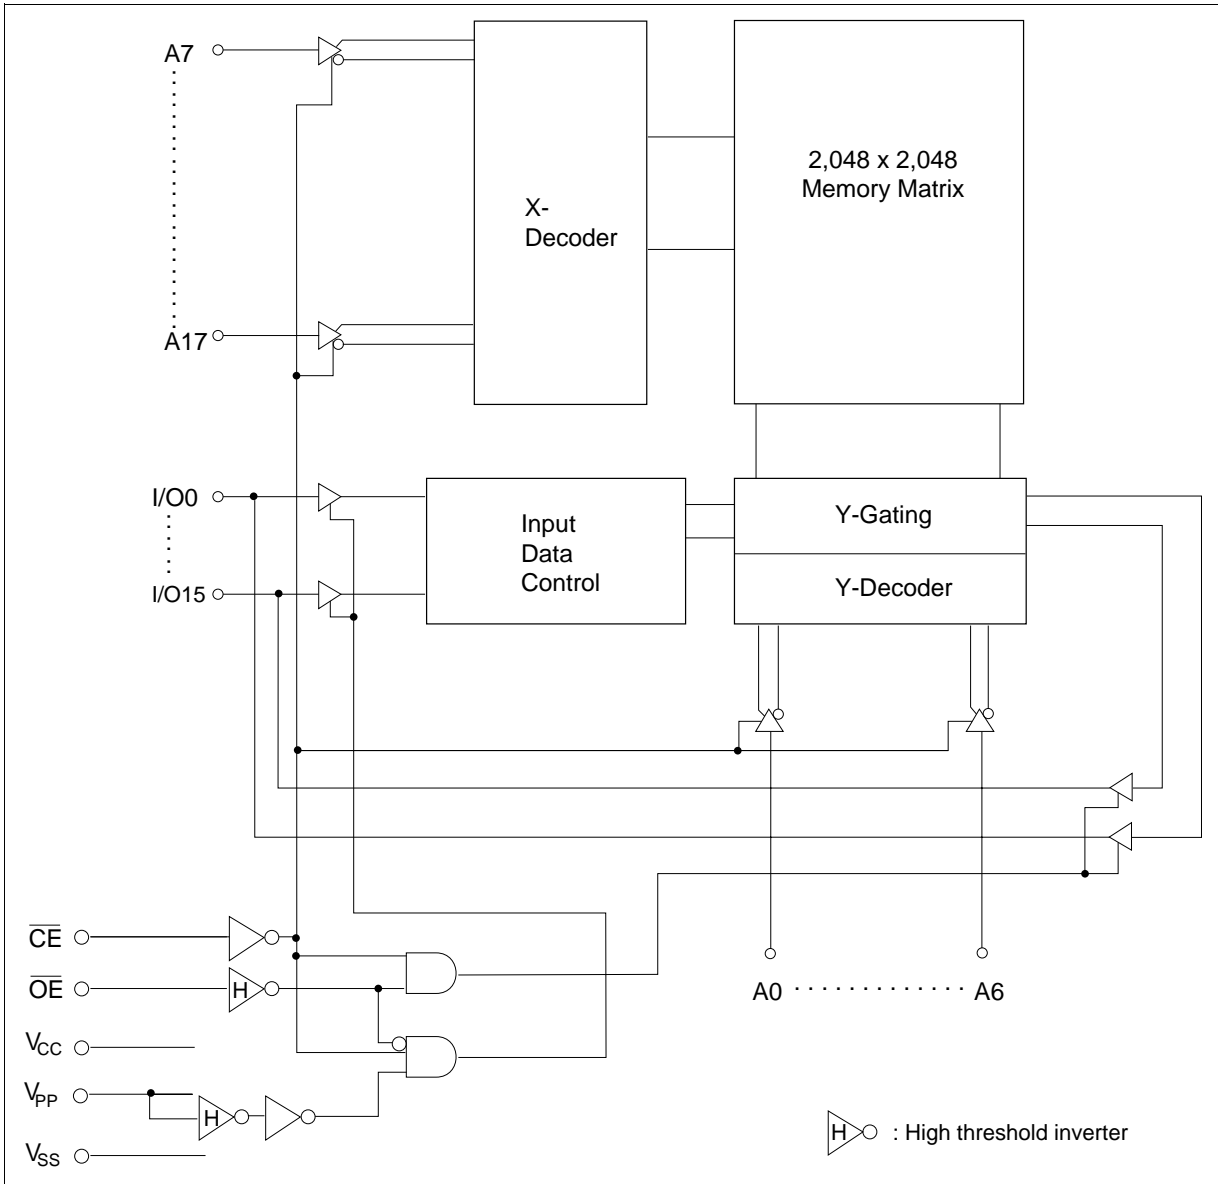 A7
X-
Decoder
2,048 x 2,048
Memory Matrix
A17
I/O0
I/O15
Input
Data
Control
Y-Gating
Y-Decoder
CE
OE
H
VCC
VPP
H
VSS
A0
A6
H : High threshold inverter